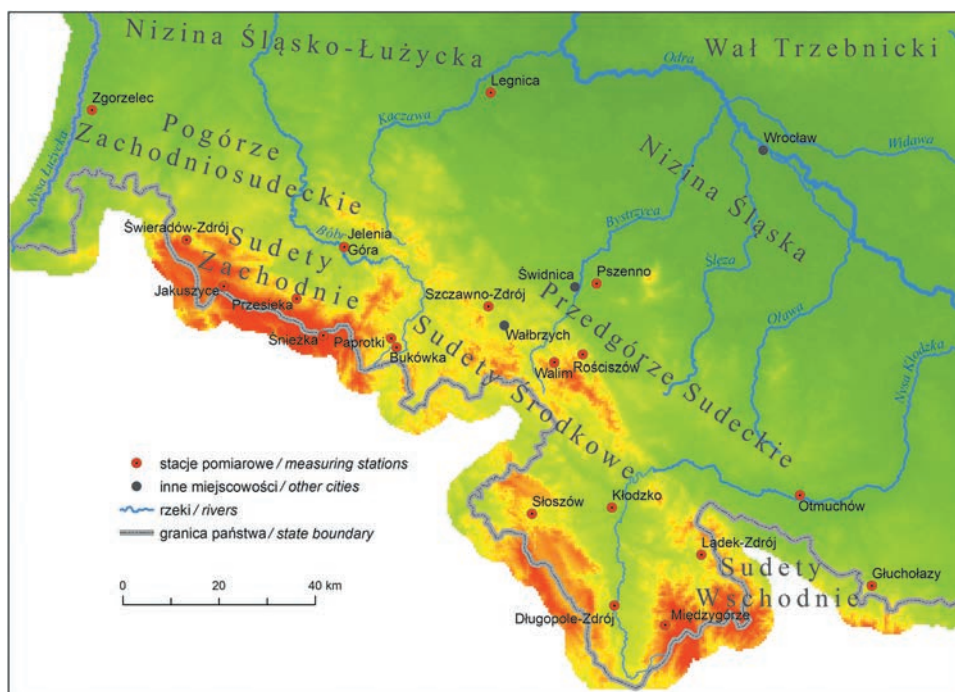 Nizina Śląsko-Łużycka
Wał Trzebnicki
Odra
Legnica
Zgorzelec
Kaczawa
Pogórze
Zachodniosudeckie
Wrocław
Widawa
Nysa Łużycka
Nizina
Śląska
Bystrzyca
Świeradów-Zdrój
Sudety
Zachodnie
Bóbr
Jelenia
Góra
Ślęza
Świdnica
Pszenno
Jakuszyce
Przesieka
Szczawno-Zdrój
Przedgórze Sudeckie
Oława
Śnieżka
Paprotki
Bukówka
Wałbrzych
Sudety Środkowe
Walim
Rościszów
Nysa Kłodzka
stacje pomiarowe / measuring stations
inne miejscowości / other cities
rzeki / rivers
granica państwa / state boundary
Słoszów
Kłodzko
Otmuchów
Lądek-Zdrój
Sudety
Wschodnie
Głuchołazy
0 20 40 km
Długopole-Zdrój
Międzygórze